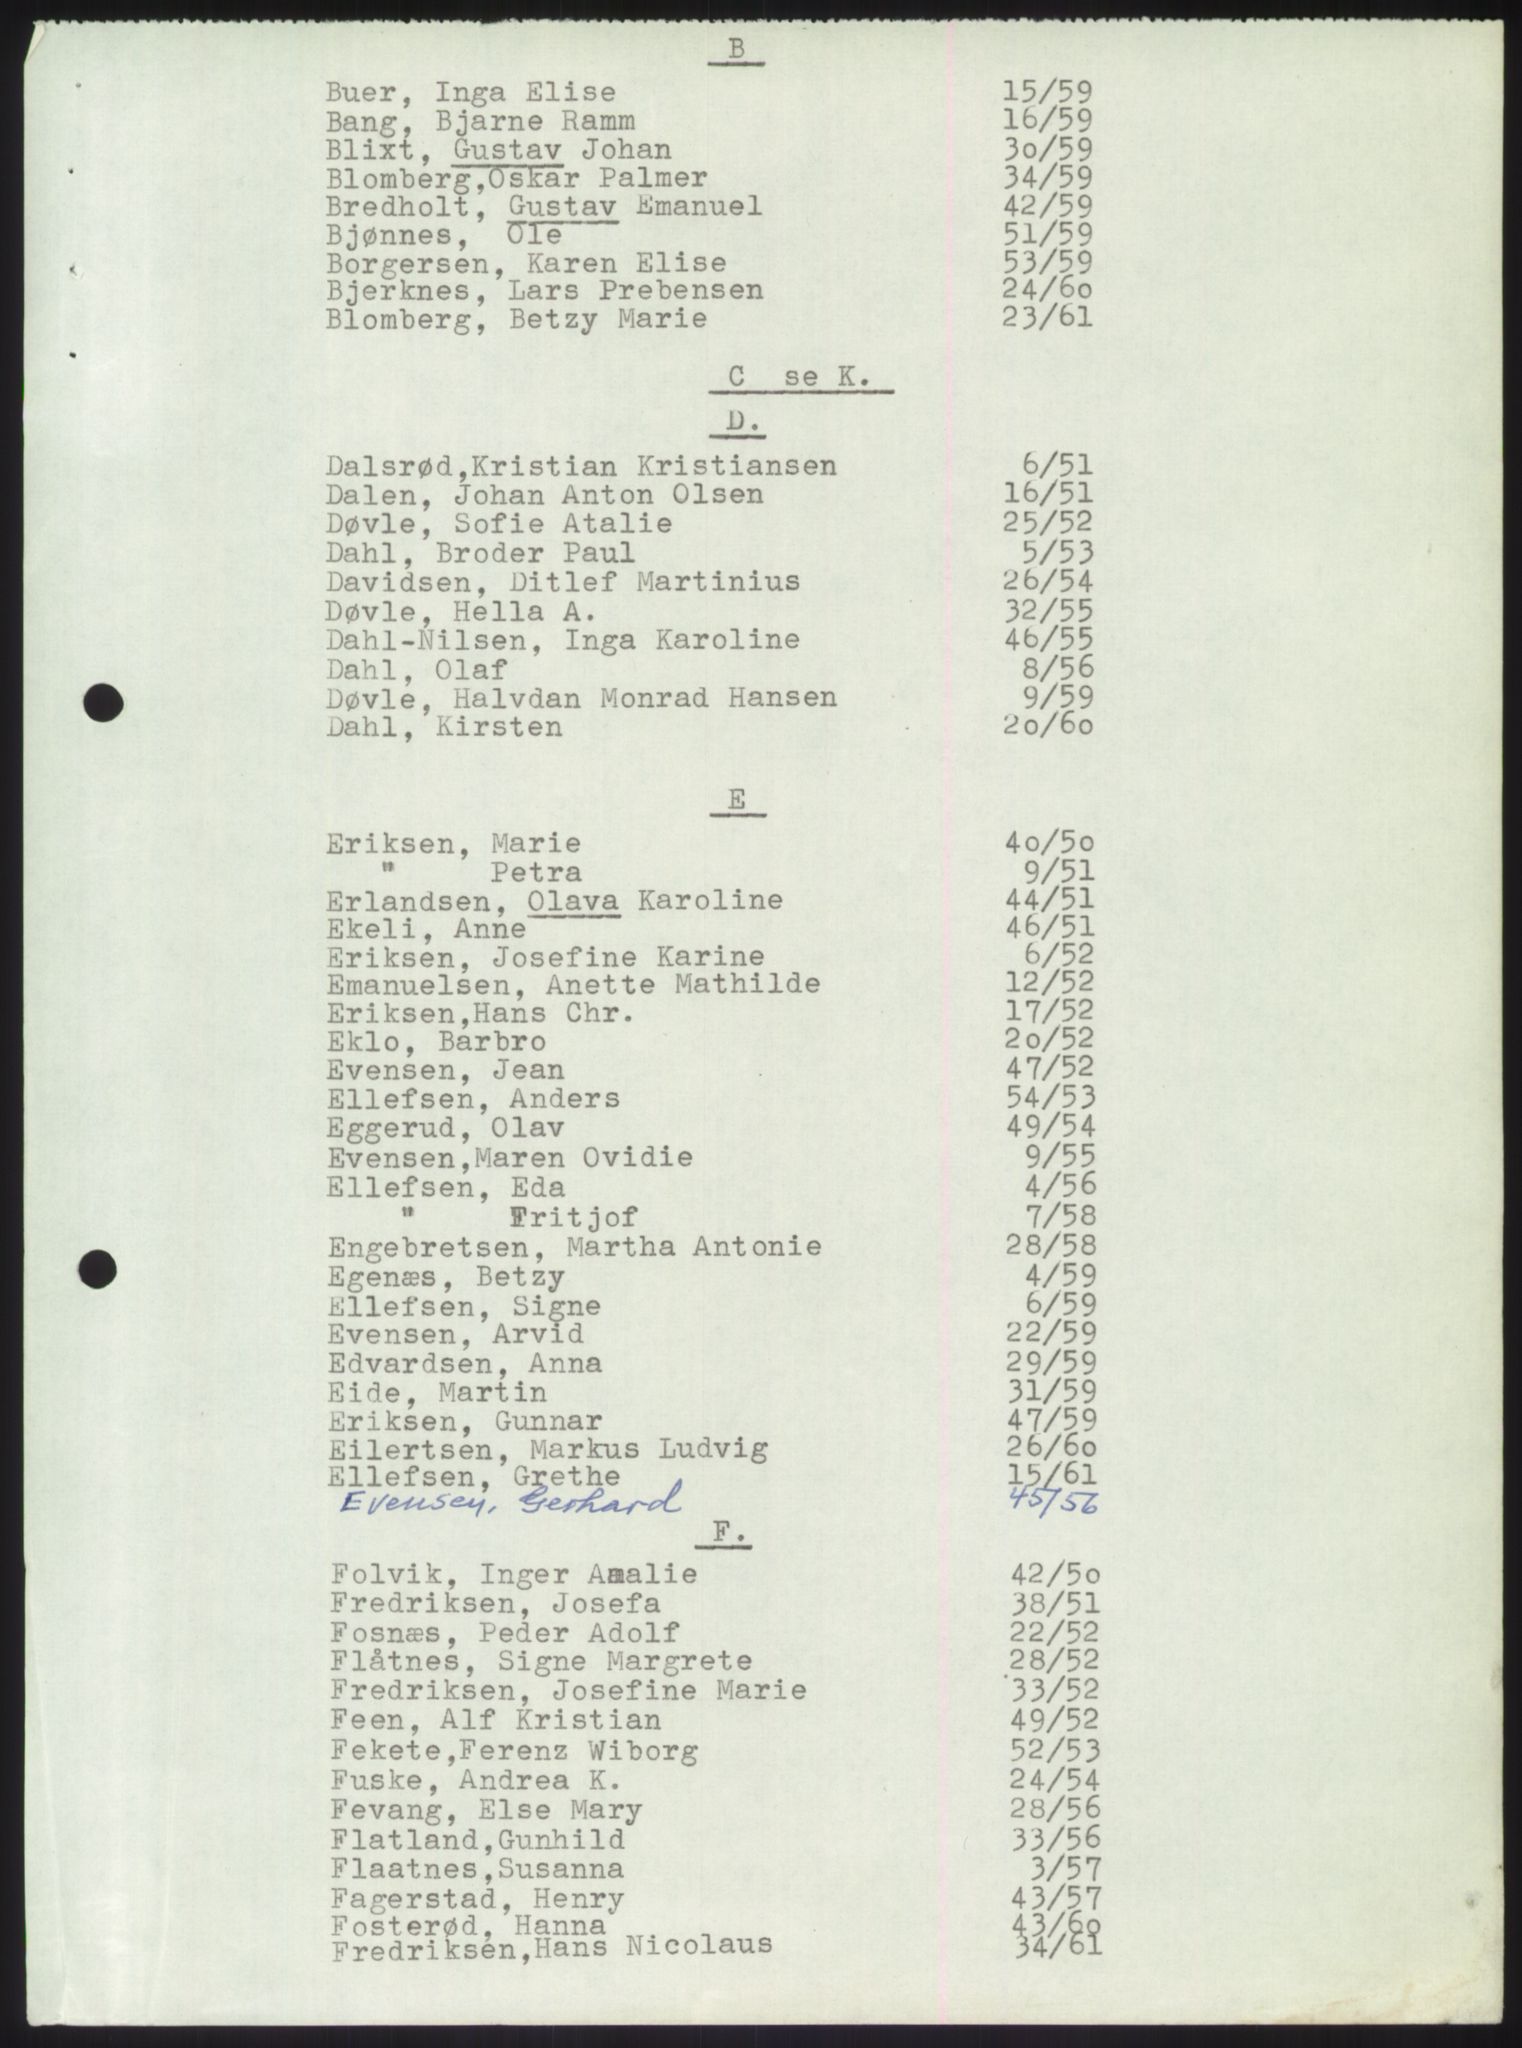 B
Buer, Inga Elise 15/59
Bang, Bjarne Ramm 16/59
Blixt, Gustav Johan 3o/59
Blomberg,Oskar Palmer 34/59
Bredholt, Gustav Emanuel 42/59
Bjønnes, Ole 51/59
Borgersen, Karen Elise 53/59
Bjerknes, Lars Prebensen 24/6o
Blomberg, Betzy Marie 23/61
C se K.
D.
Dalsrød,Kristian Kristiansen 6/51
Dalen, Johan Anton Olsen 16/51
Døvle, Sofie Atalie 25/52
Dahl, Broder Paul 5/53
Davidsen, Ditlef Martinius 26/54
Døvle, Hella A. 32/55
Dahl-Nilsen, Inga Karoline 46/55
Dahl, Olaf 8/56
Døvle, Halvdan Monrad Hansen 9/59
Dahl, Kirsten 2o/6o
E
Eriksen, Marie 4o/5o
" Petra 9/51
Erlandsen, Olava Karoline 44/51
Ekeli, Anne 46/51
Eriksen, Josefine Karine 6/52
Emanuelsen, Anette Mathilde 12/52
Eriksen,Hans Chr. 17/52
Eklo, Barbro 2o/52
Evensen, Jean 47/52
Ellefsen, Anders 54/53
Eggerud, Olav 49/54
Evensen,Maren Ovidie 9/55
Ellefsen, Eda 4/56
" Fritjof 7/58
Engebretsen, Martha Antonie 28/58
Egenæs, Betzy 4/59
Ellefsen, Signe 6/59
Evensen, Arvid 22/59
Edvardsen, Anna 29/59
Eide, Martin 31/59
Eriksen, Gunnar 47/59
Eilertsen, Markus Ludvig 26/6o
Ellefsen, Grethe 15/61
Evensen, Gerhard 45/56
F.
Folvik, Inger Amalie 42/5o
Fredriksen, Josefa 38/51
Fosnæs, Peder Adolf 22/52
Flåtnes, Signe Margrete 28/52
Fredriksen, Josefine Marie 33/52
Feen, Alf Kristian 49/52
Fekete,Ferenz Wiborg 52/53
Fuske, Andrea K. 24/54
Fevang, Else Mary 28/56
Flatland,Gunhild 33/56
Flaatnes,Susanna 3/57
Fagerstad, Henry 43/57
Fosterød, Hanna 43/6o
Fredriksen,Hans Nicolaus 34/61